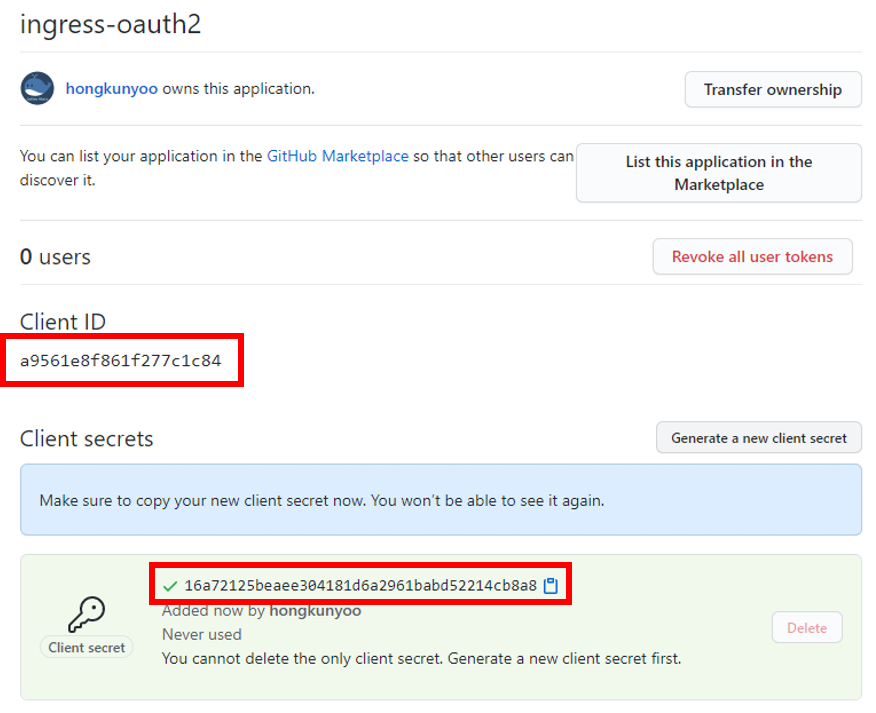 ingress-oauth2
hongkunyoo owns this application.
Transfer ownership
You can list your application in the GitHub Marketplace so that other users can
discover it.
List this application in the
Marketplace
0 users
Revoke all user tokens
Client ID
a9561e8f861f277c1c84
Client secrets
Generate a new client secret
Make sure to copy your new client secret now. You won’t be able to see it again.
16a72125beaee304181d6a2961babd52214cb8a8
Added now by hongkunyoo
Never used
Client secret
You cannot delete the only client secret. Generate a new client secret first.
Delete